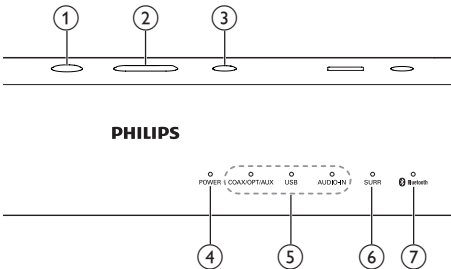 1 2 3
PHILIPS
POWER COAX/OPT/AUX USB AUDIO-IN SURR Bluetooth
4 5 6 7